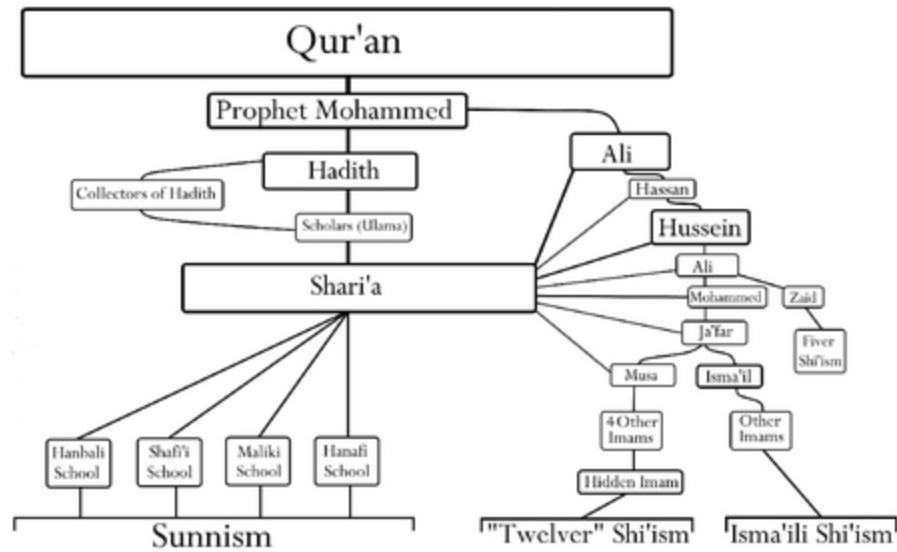 Qur'an
Prophet Mohammed
Ali
Hadith
Hassan
Collectors of Hadith
Scholars (Ulama)
Hussein
Ali
Shari'a
Mohammed
Zaid
Ja'far
Fiver
Shi'ism
Musa
Isma'il
4 Other
Imams
Other
Imams
Hanbali
School
Shafi'i
School
Maliki
School
Hanafi
School
Hidden Imam
Sunnism
"Twelver" Shi'ism
Isma'ili Shi'ism